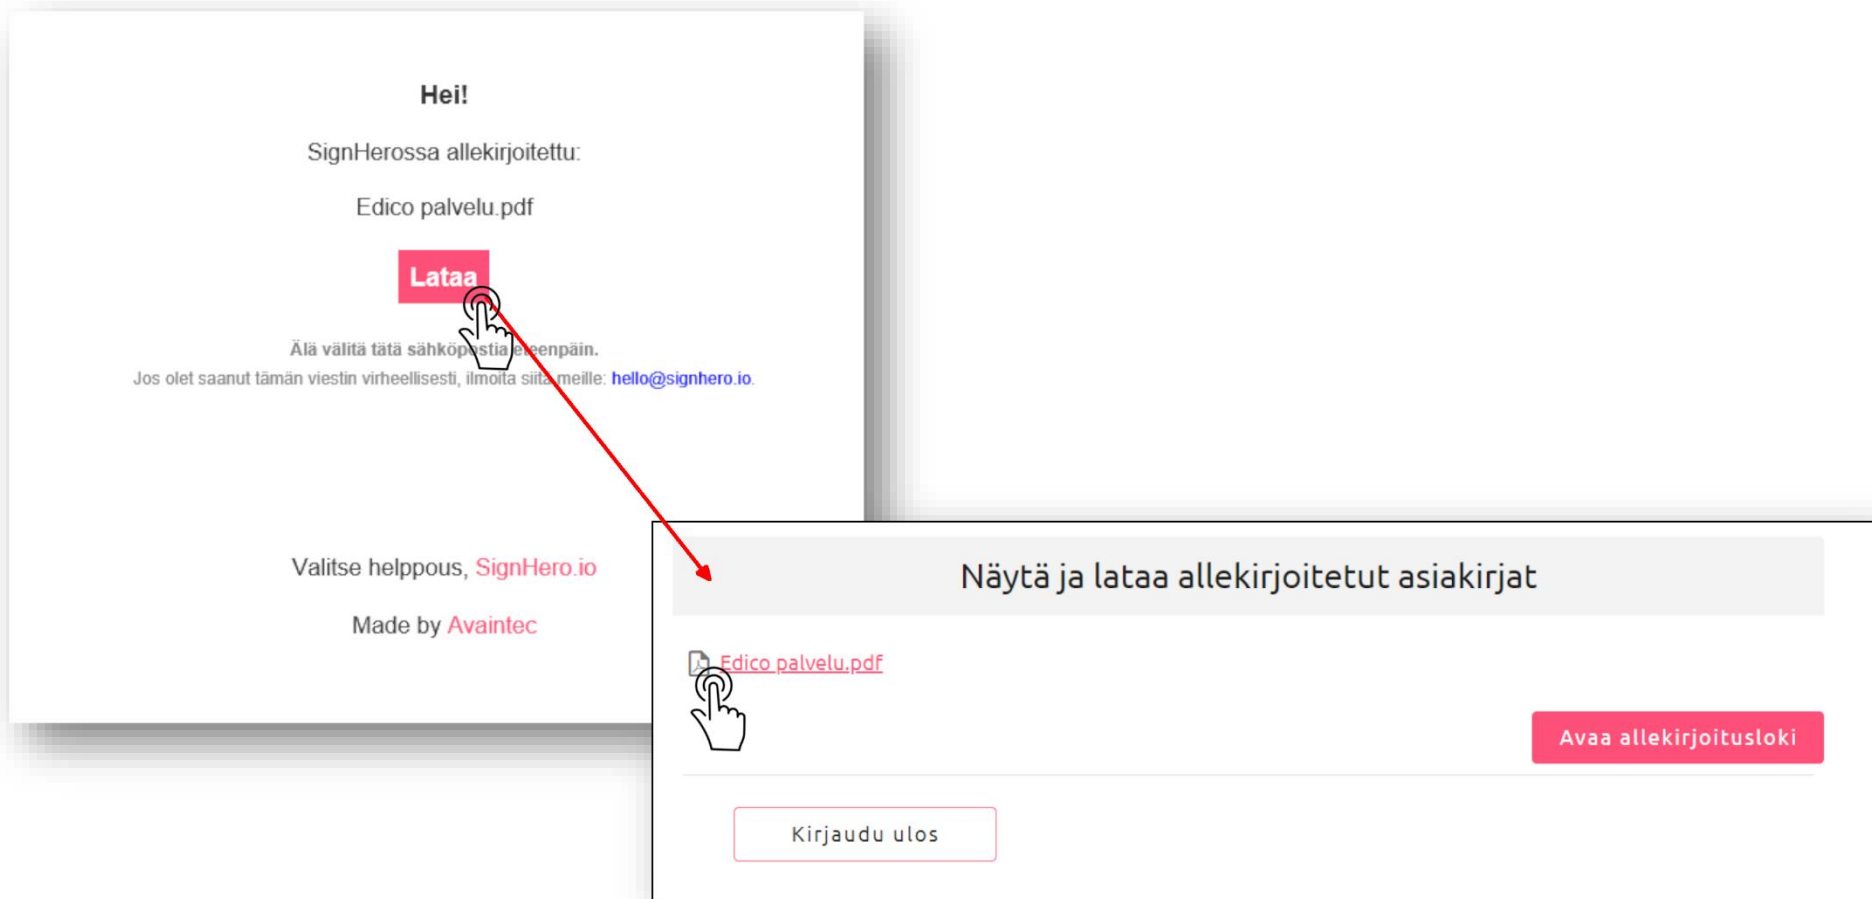 Hei!
SignHerossa allekirjoitettu:
Edico palvelu.pdf
Lataa
Älä välitä tätä sähköpostia eteenpäin.
Jos olet saanut tämän viestin virheellisesti, ilmoita siitä meille: hello@signhero.io.
Valitse helppous, SignHero.io
Made by Avaintec
Näytä ja lataa allekirjoitetut asiakirjat
Edico palvelu.pdf
Avaa allekirjoitusloki
Kirjaudu ulos